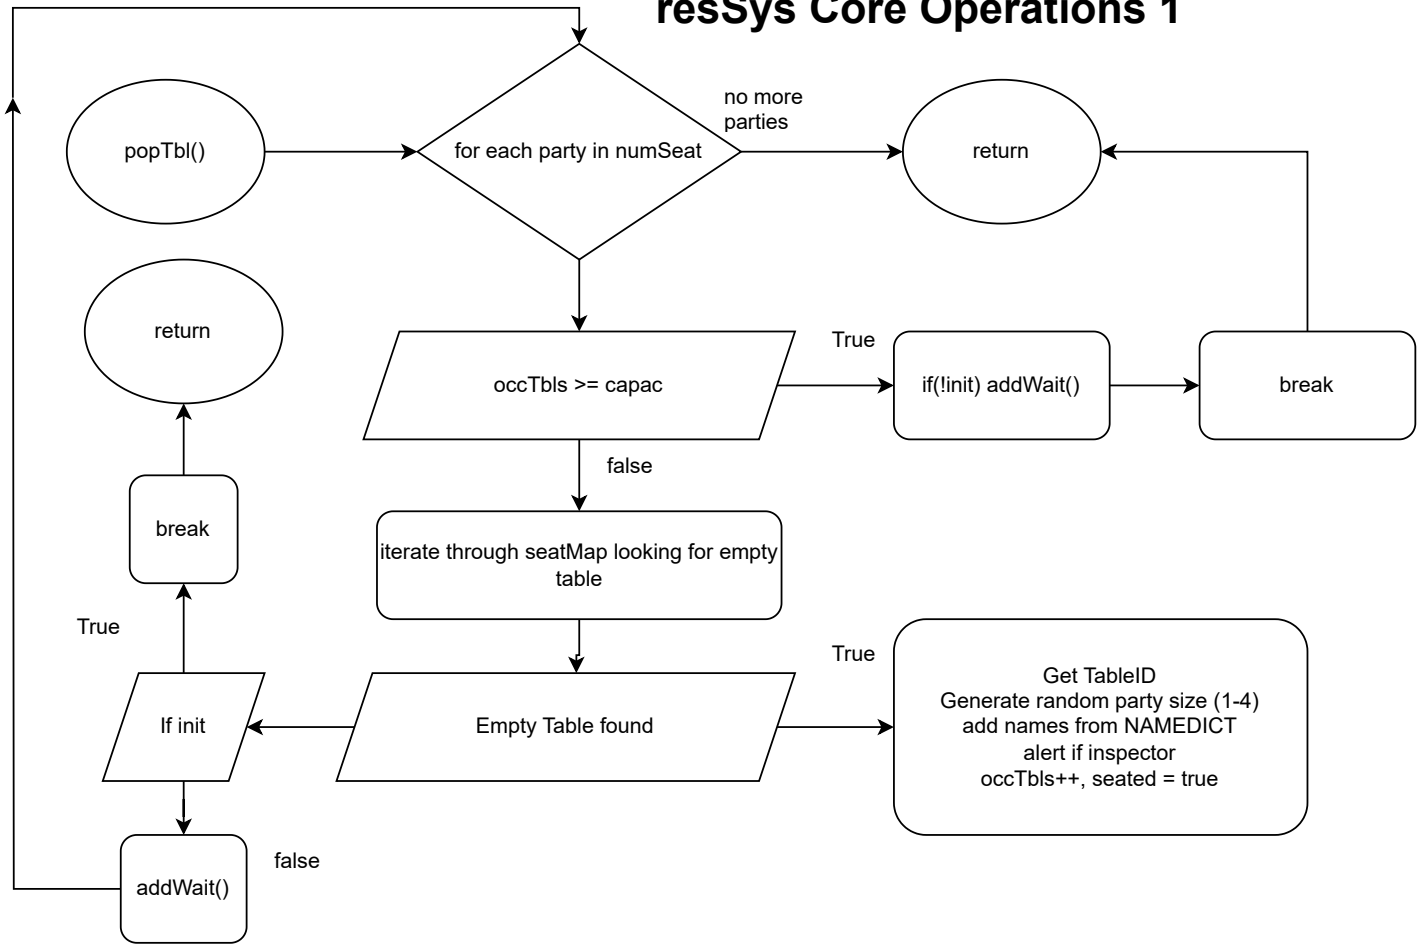 resSys Core Operations 1
no more
parties
popTbl()
for each party in numSeat
return
return
True
occTbls >= capac
if(!init) addWait()
break
false
break
iterate through seatMap looking for empty
table
True
True
If init
Empty Table found
Get TableID
Generate random party size (1-4)
add names from NAMEDICT
alert if inspector
occTbls++, seated = true
addWait()
false